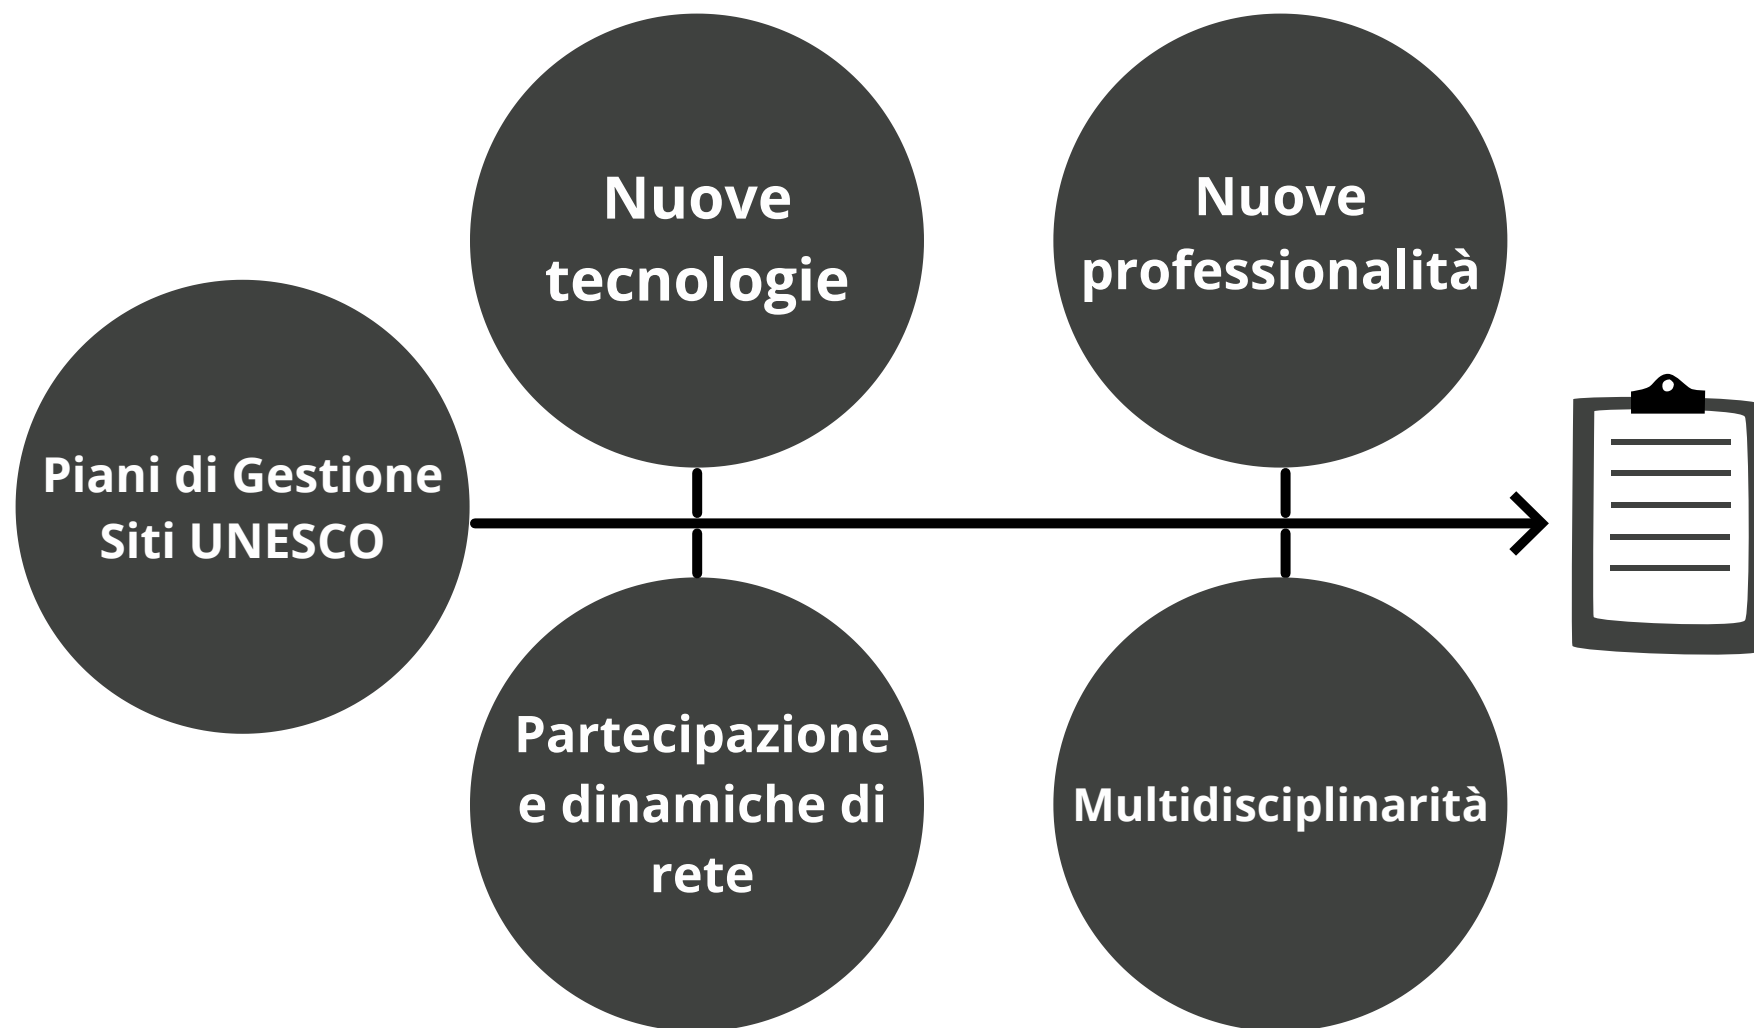 Piani di Gestione
Siti UNESCO
Nuove
tecnologie
Partecipazione
e dinamiche di
rete
Nuove
professionalità
Multidisciplinarità